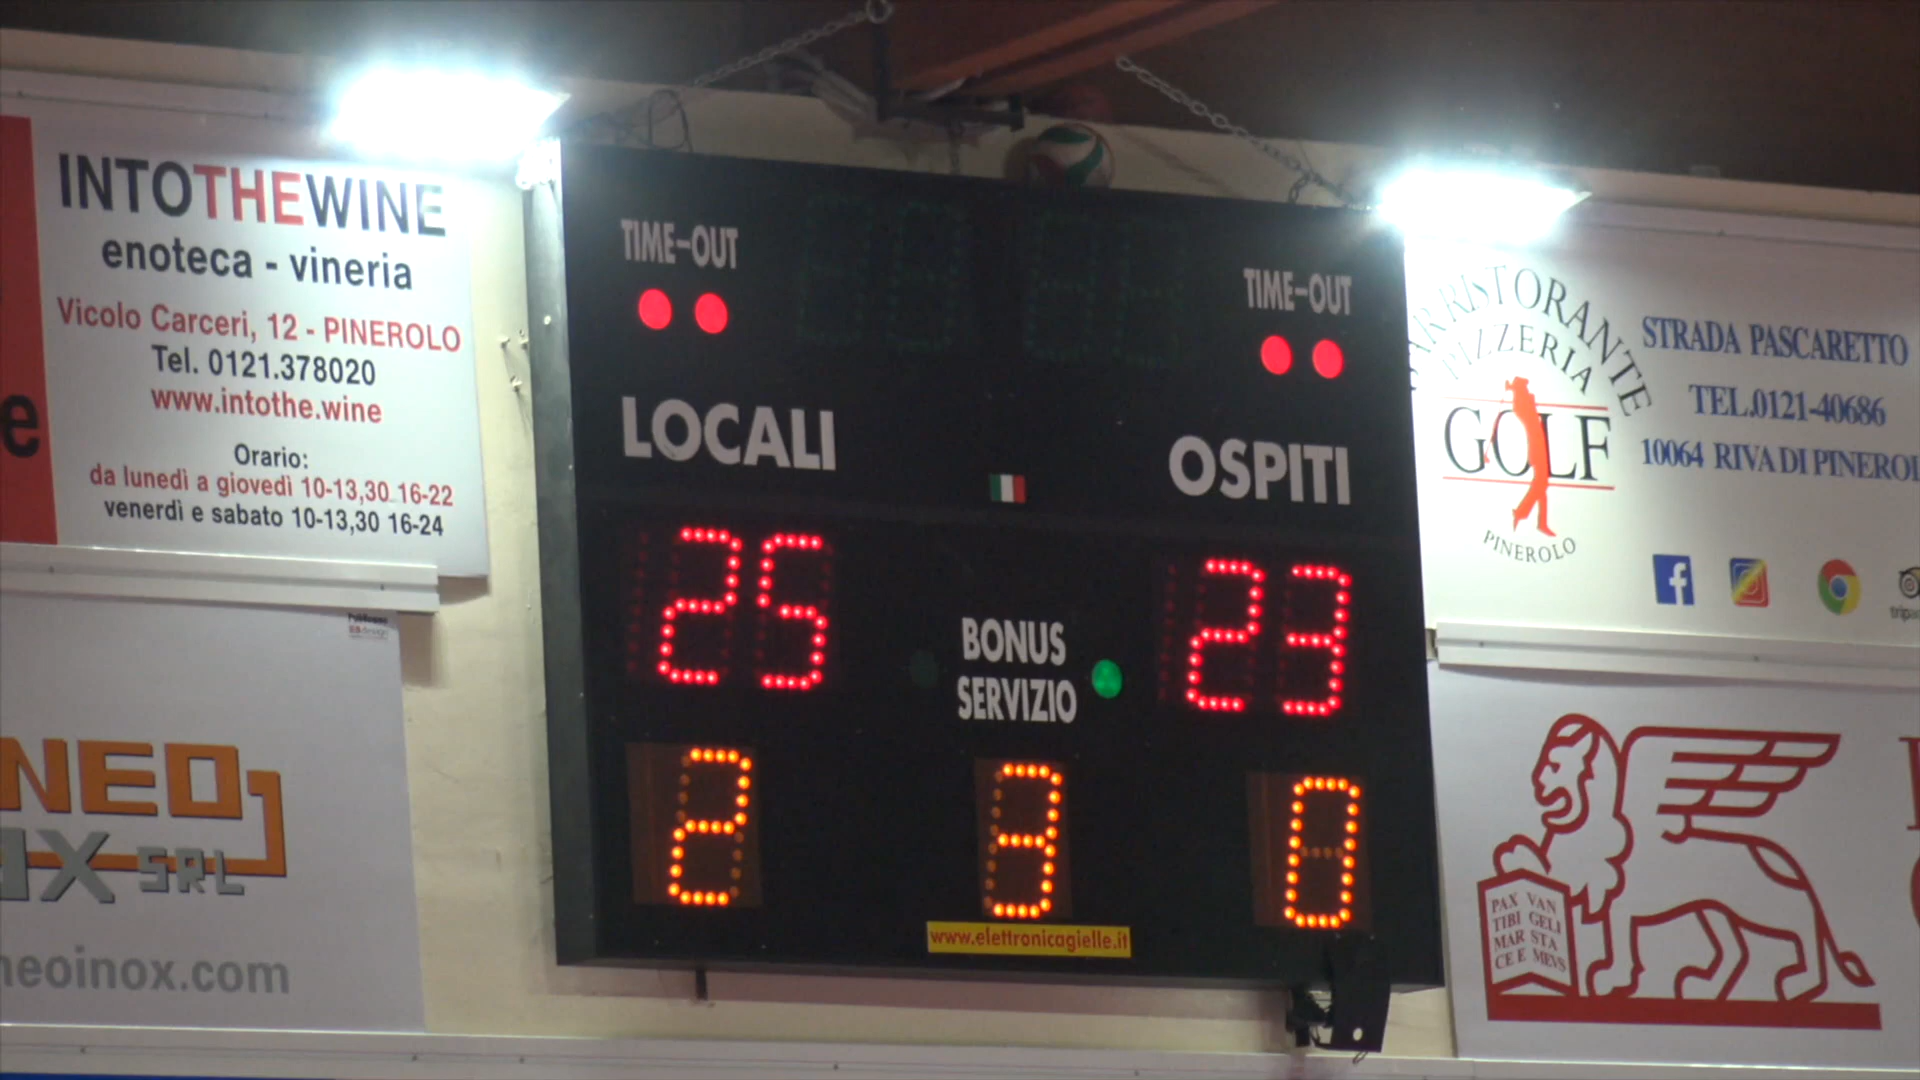 INTOTHEWINE
enoteca - vineria
Vicolo Carceri, 12 - PINEROLO
Tel. 0121.378020
www.intothe.wine
Orario:
da lunedì a giovedì 10-13,30 16-22
venerdì e sabato 10-13,30 16-24
e
NEO
SRL
neoinox.com
TIME-OUT
TIME-OUT
LOCALI
OSPITI
25
23
BONUS
SERVIZIO
2
3
0
www.elettronicagielle.it
RISTORANTE
PIZZERIA
GOLF
PINEROLO
STRADA PASCARETTO
TEL.0121-40686
10064 RIVA DI PINEROL
PAX VAN
TIBI GELI
MAR STA
CE E MEVS